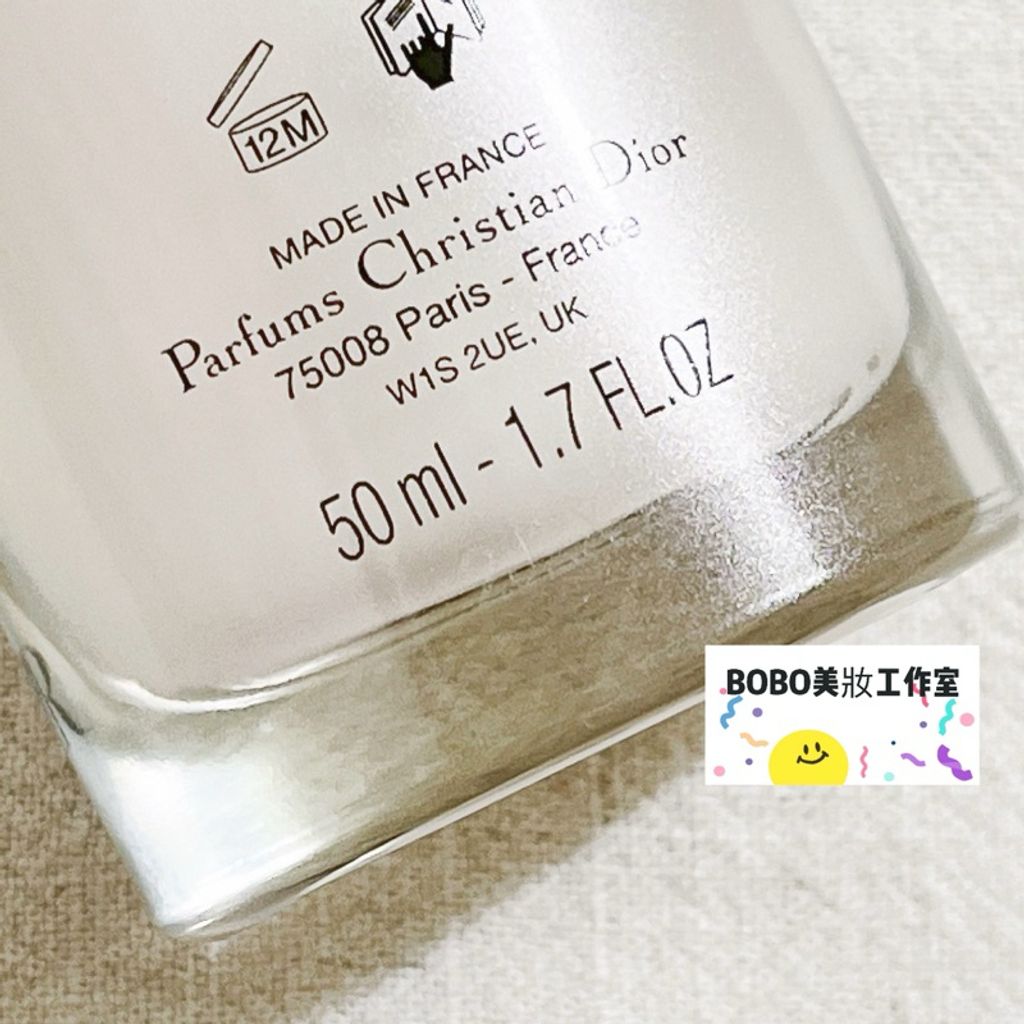 12M
MADE IN FRANCE
Parfums Christian Dior
75008 Paris - France
W1S 2UE, UK
50 ml - 1.7 FL.OZ
BOBO美妝工作室